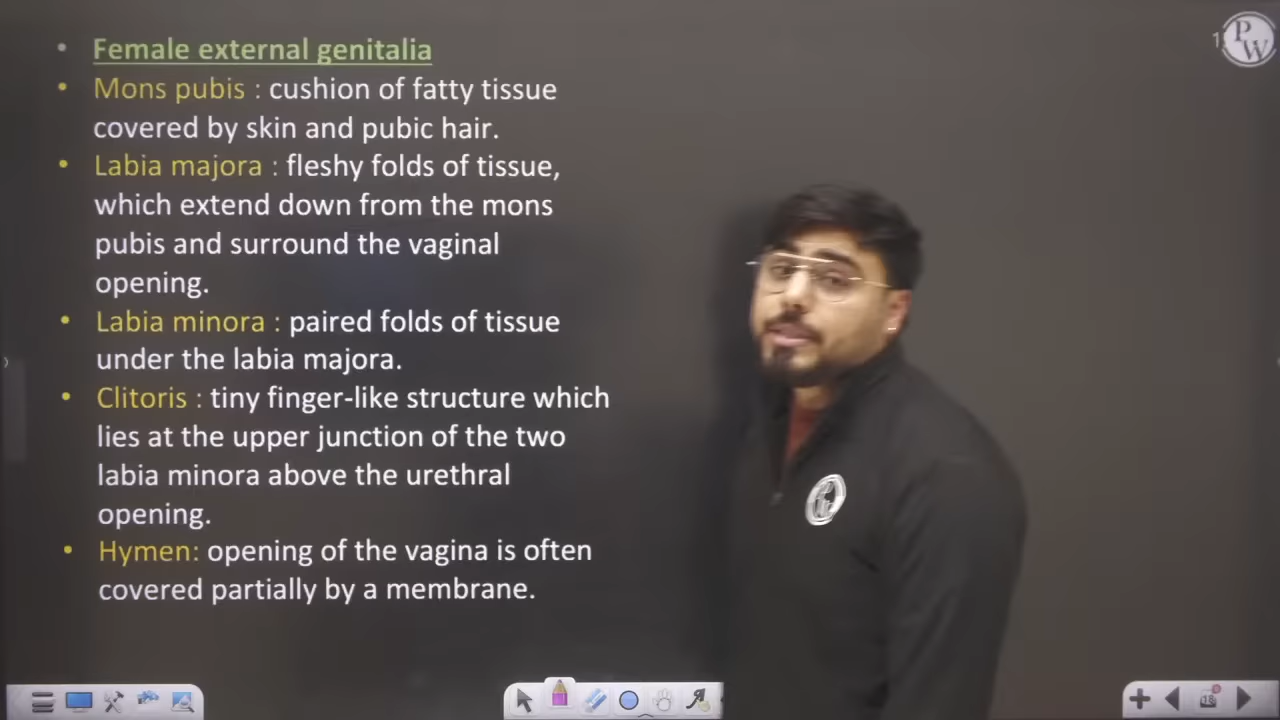 Female external genitalia
Mons pubis : cushion of fatty tissue
covered by skin and pubic hair.
Labia majora : fleshy folds of tissue,
which extend down from the mons
pubis and surround the vaginal
opening.
Labia minora : paired folds of tissue
under the labia majora.
Clitoris : tiny finger-like structure which
lies at the upper junction of the two
labia minora above the urethral
opening.
Hymen: opening of the vagina is often
covered partially by a membrane.
PW
18